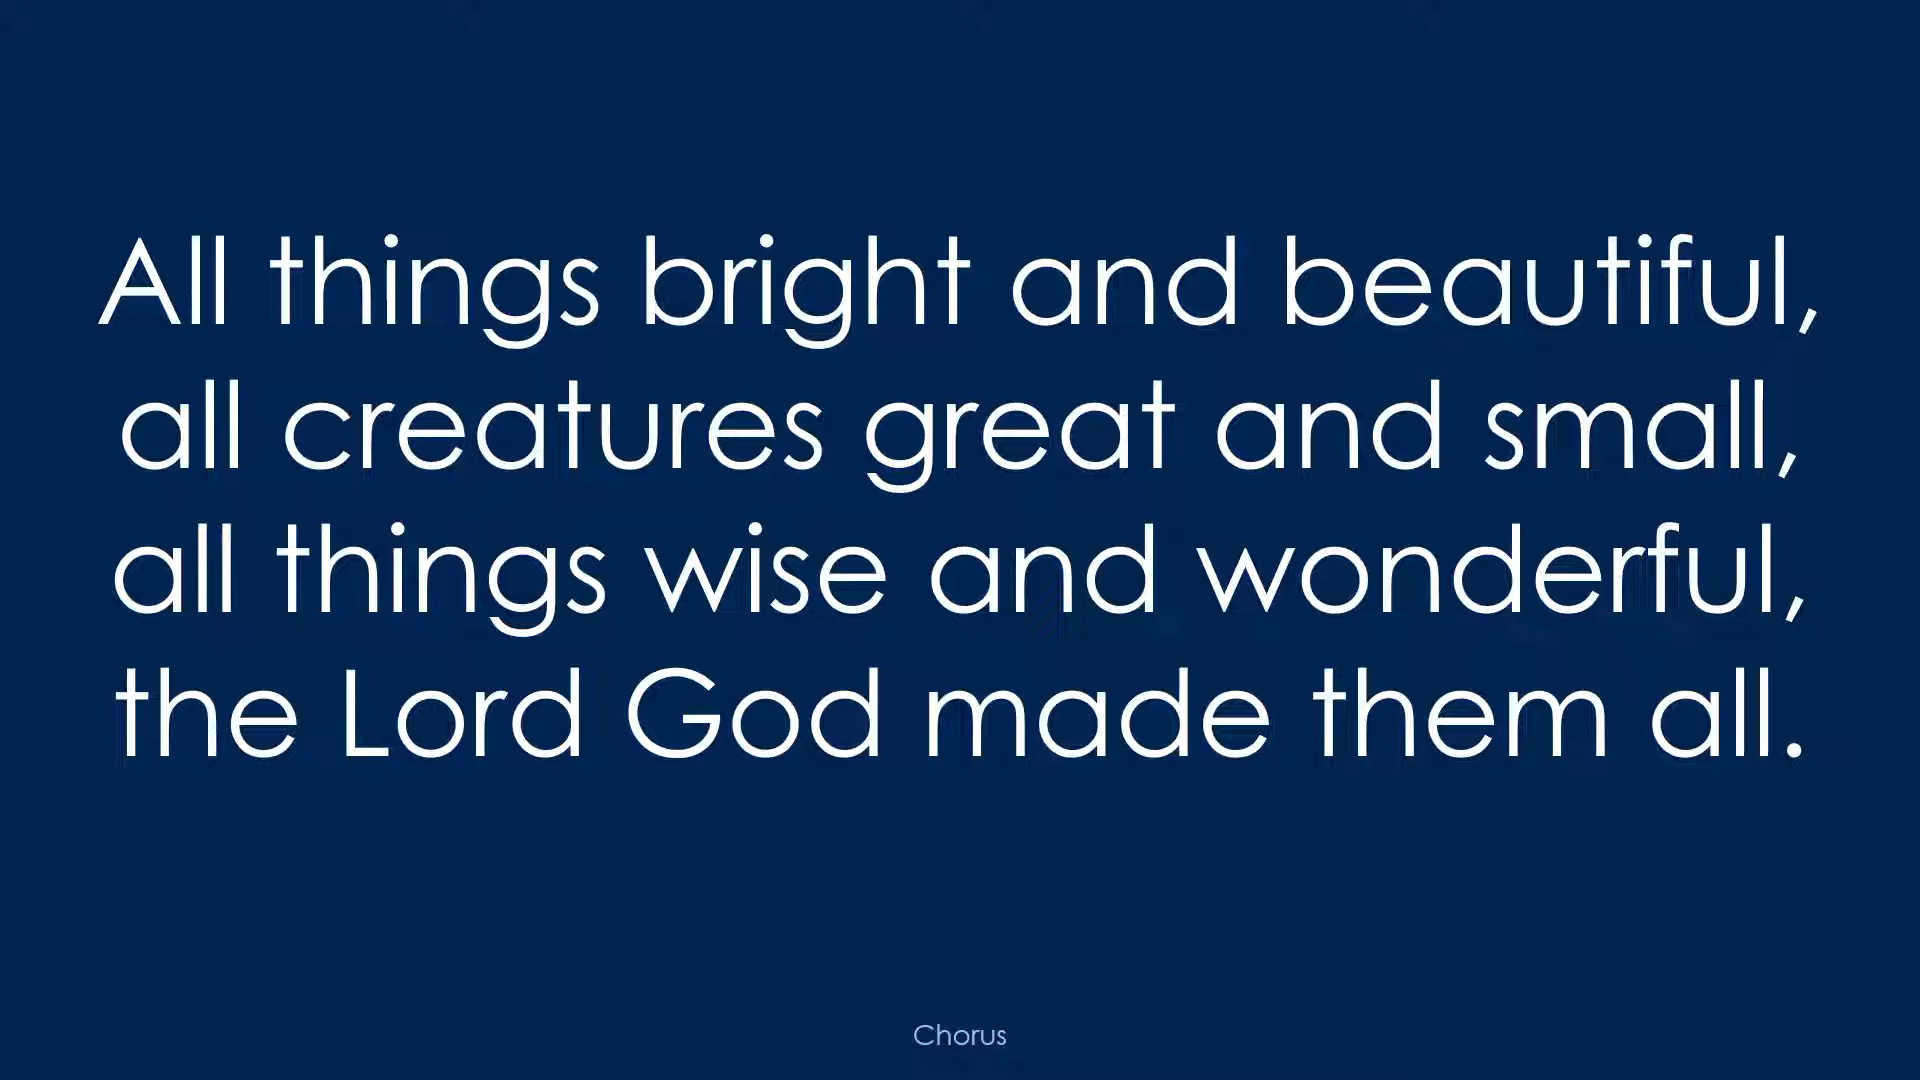 All things bright and beautiful,
all creatures great and small,
all things wise and wonderful,
the Lord God made them all.
Chorus